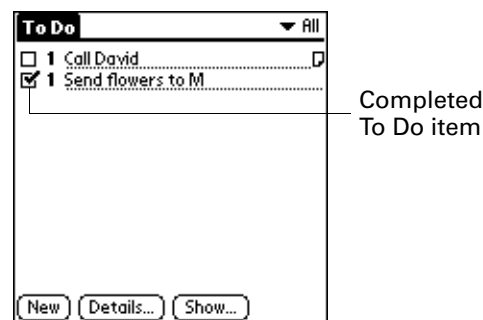 To Do All
1 Call David
1 Send flowers to M
Completed
To Do item
New Details... Show...